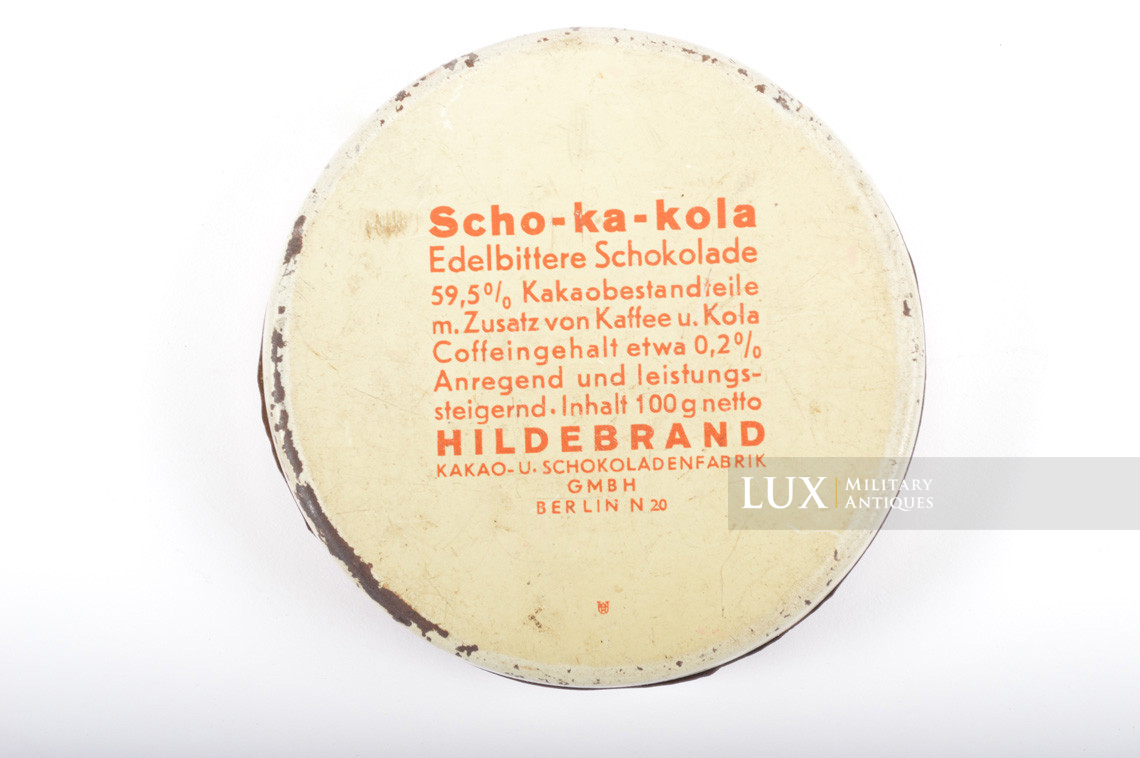 Scho-ka-kola
Edelbittere Schokolade
59,5% Kakaobestandteile
m. Zusatz von Kaffee u. Kola
Coffeingehalt etwa 0,2%
Anregend und leistungs-
steigernd. Inhalt 100 g netto
HILDEBRAND
KAKAO- U. SCHOKOLADENFABRIK
GMBH
BERLIN N 20
LUX MILITARY
ANTIQUES